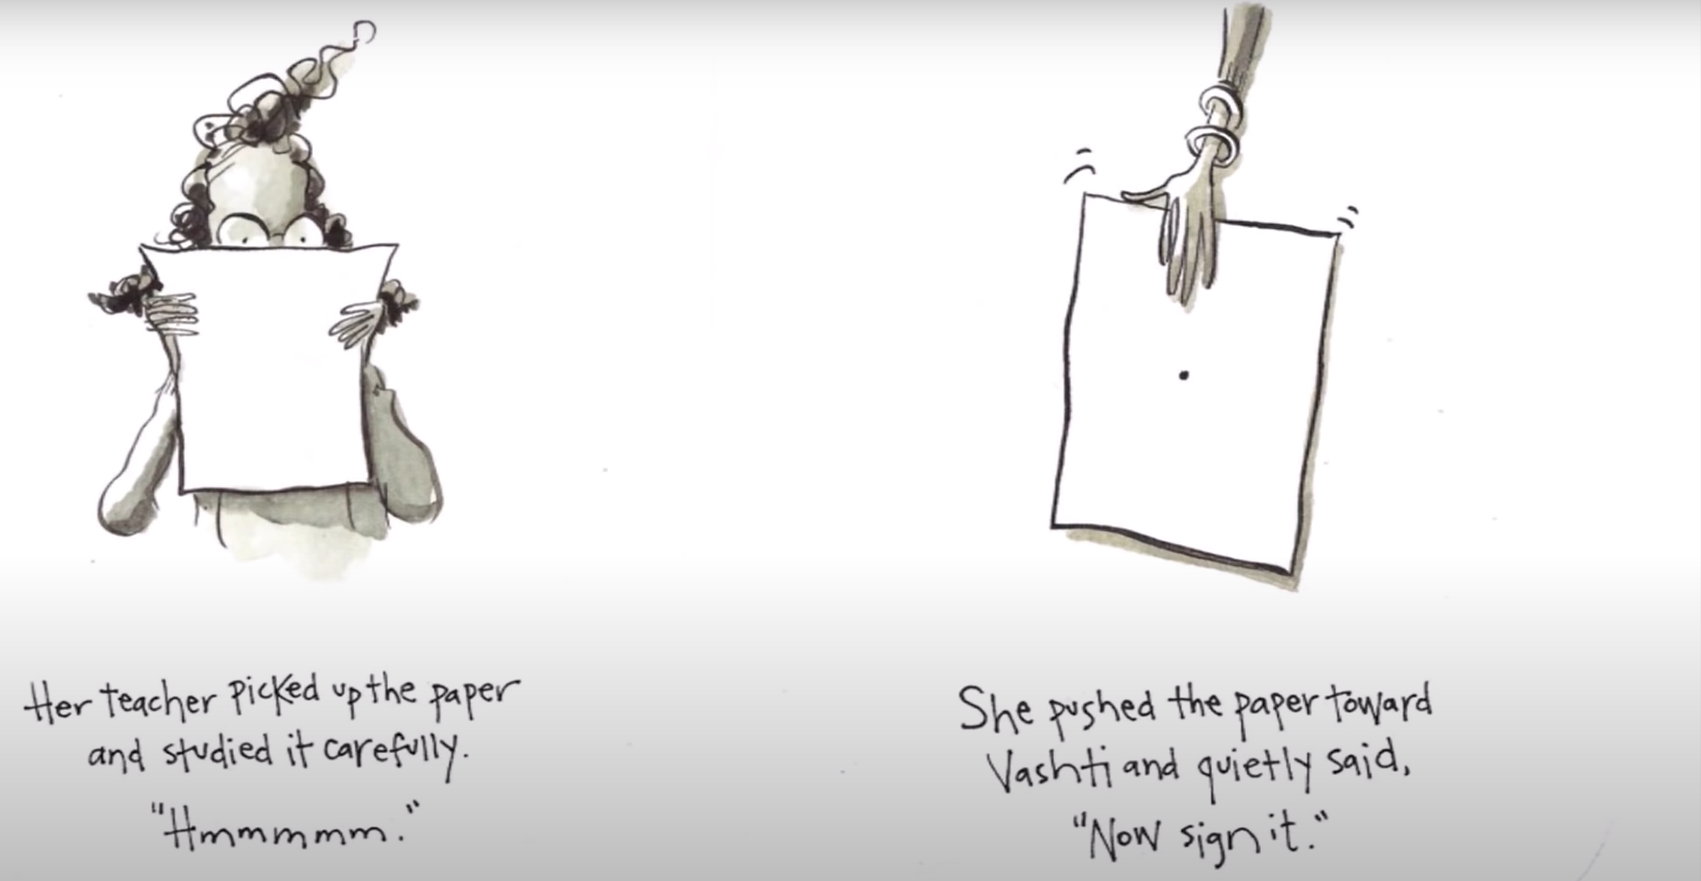 Her teacher picked up the paper
and studied it carefully.
"Hmmmmm."
She pushed the paper toward
Vashti and quietly said,
"Now sign it."